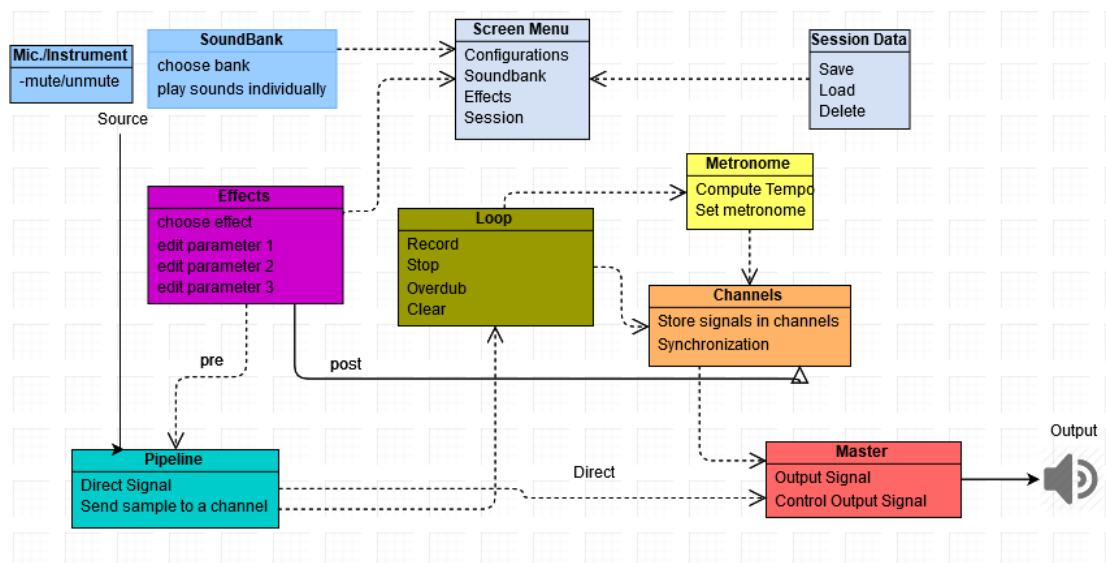 Mic./Instrument
-mute/unmute
SoundBank
choose bank
play sounds individually
Screen Menu
Configurations
Soundbank
Effects
Session
Session Data
Save
Load
Delete
Source
Effects
choose effect
edit parameter 1
edit parameter 2
edit parameter 3
Loop
Record
Stop
Overdub
Clear
Metronome
Compute Tempo
Set metronome
Channels
Store signals in channels
Synchronization
pre
post
Pipeline
Direct Signal
Send sample to a channel
Direct
Master
Output Signal
Control Output Signal
Output